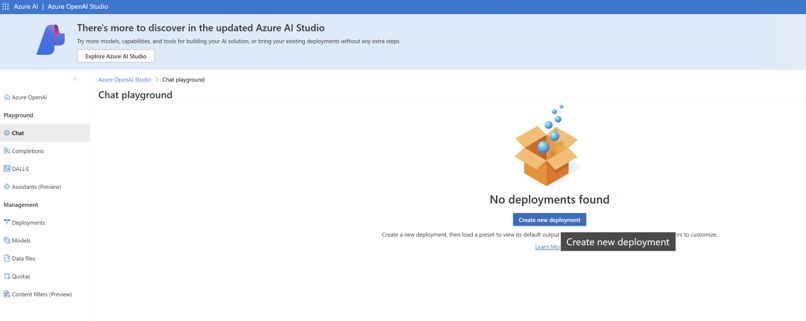 Azure AI | Azure OpenAI Studio
There's more to discover in the updated Azure AI Studio
Try more models, capabilities, and tools for building your AI solution, or bring your existing deployments without any extra steps.
Explore Azure AI Studio
Azure OpenAI
Playground
Chat
Completions
DALL·E
Assistants (Preview)
Management
Deployments
Models
Data files
Quotas
Content filters (Preview)
Azure OpenAI Studio > Chat playground
Chat playground
No deployments found
Create new deployment
Create a new deployment, then load a preset to view its default output to customize.
Learn
Create new deployment